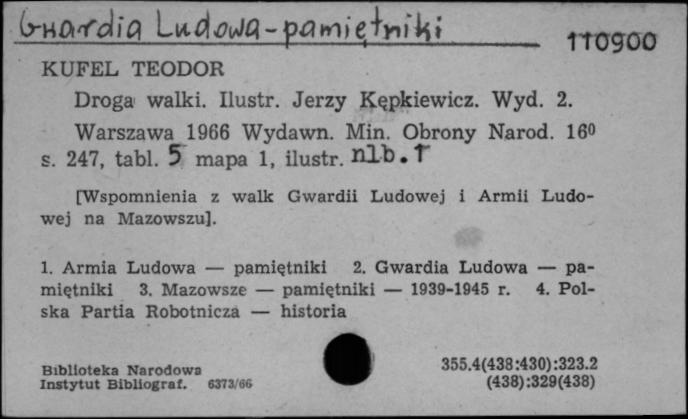 Gwardia Ludowa - pamiętniki
110900
KUFEL TEODOR
Droga walki. Ilustr. Jerzy Kępkiewicz. Wyd. 2.
Warszawa 1966 Wydawn. Min. Obrony Narod. 16⁰
s. 247, tabl. 5 mapa 1, ilustr. nlb. 1
[Wspomnienia z walk Gwardii Ludowej i Armii Ludo-
wej na Mazowszu].
1. Armia Ludowa — pamiętniki 2. Gwardia Ludowa — pa-
miętniki 3. Mazowsze — pamiętniki — 1939-1945 r. 4. Pol-
ska Partia Robotnicza — historia
Biblioteka Narodowa
Instytut Bibliograf. 6373/66
355.4(438:430):323.2
(438):329(438)